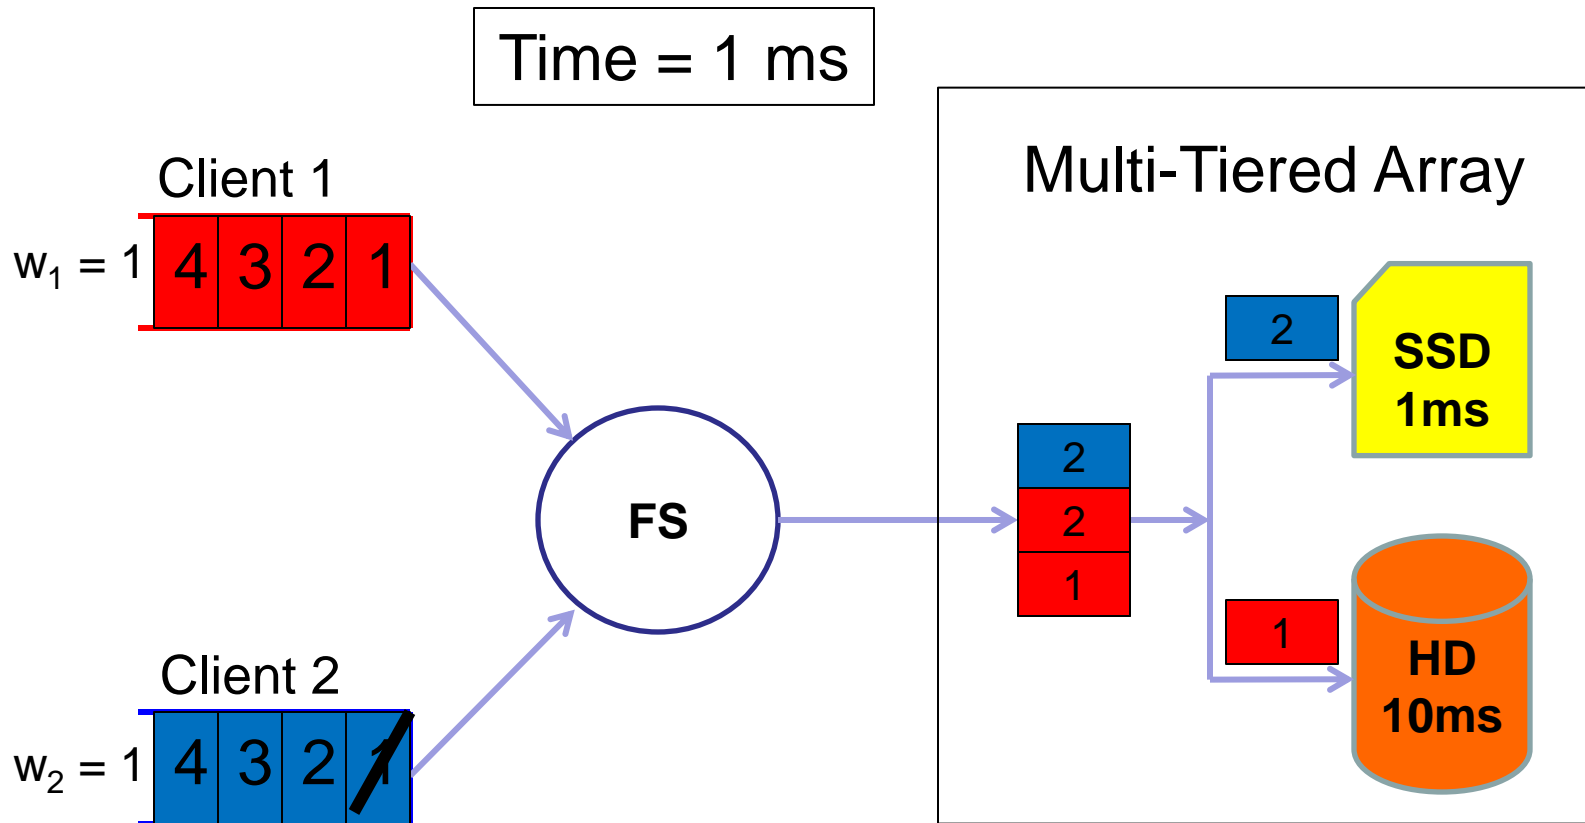 Time = 1 ms
Multi-Tiered Array
Client 1
w₁ = 1
4 3 2 1
2
SSD
1ms
2
2
1
FS
1
HD
10ms
Client 2
w₂ = 1
4 3 2 1